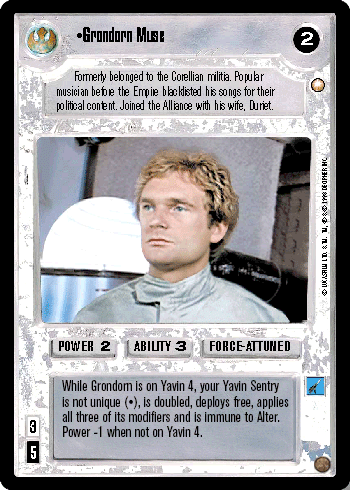 •Grondorn Muse
2
Formerly belonged to the Corellian militia. Popular
musician before the Empire blacklisted his songs for their
political content. Joined the Alliance with his wife, Duriet.
POWER 2
ABILITY 3
FORCE-ATTUNED
While Grondorn is on Yavin 4, your Yavin Sentry
is not unique (•), is doubled, deploys free, applies
all three of its modifiers and is immune to Alter.
Power -1 when not on Yavin 4.
3
5